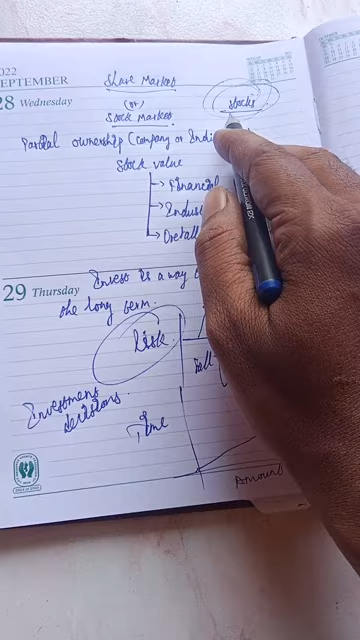 2022
SEPTEMBER
Share Market
28 Wednesday
(or)
Stocks
Stock Market
Partial ownership (Company or Indi
Stock value
→ Financial
→ Indust
→ Overall
29 Thursday
Invest is a way
the long term.
Risk
Investment
decisions.
Time
Amount